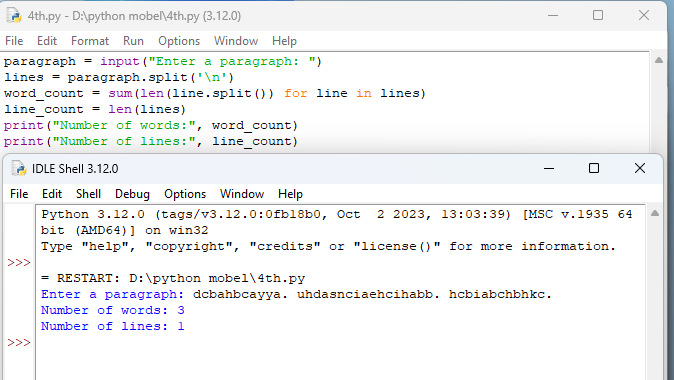 4th.py - D:\python mobel\4th.py (3.12.0)
File Edit Format Run Options Window Help
paragraph = input("Enter a paragraph: ")
lines = paragraph.split('\n')
word_count = sum(len(line.split()) for line in lines)
line_count = len(lines)
print("Number of words:", word_count)
print("Number of lines:", line_count)
IDLE Shell 3.12.0
File Edit Shell Debug Options Window Help
Python 3.12.0 (tags/v3.12.0:0fb18b0, Oct  2 2023, 13:03:39) [MSC v.1935 64
bit (AMD64)] on win32
Type "help", "copyright", "credits" or "license()" for more information.
>>>
= RESTART: D:\python mobel\4th.py
Enter a paragraph: dcbahbcayya. uhdasnciaehcihabb. hcbiabchbhkc.
Number of words: 3
Number of lines: 1
>>>